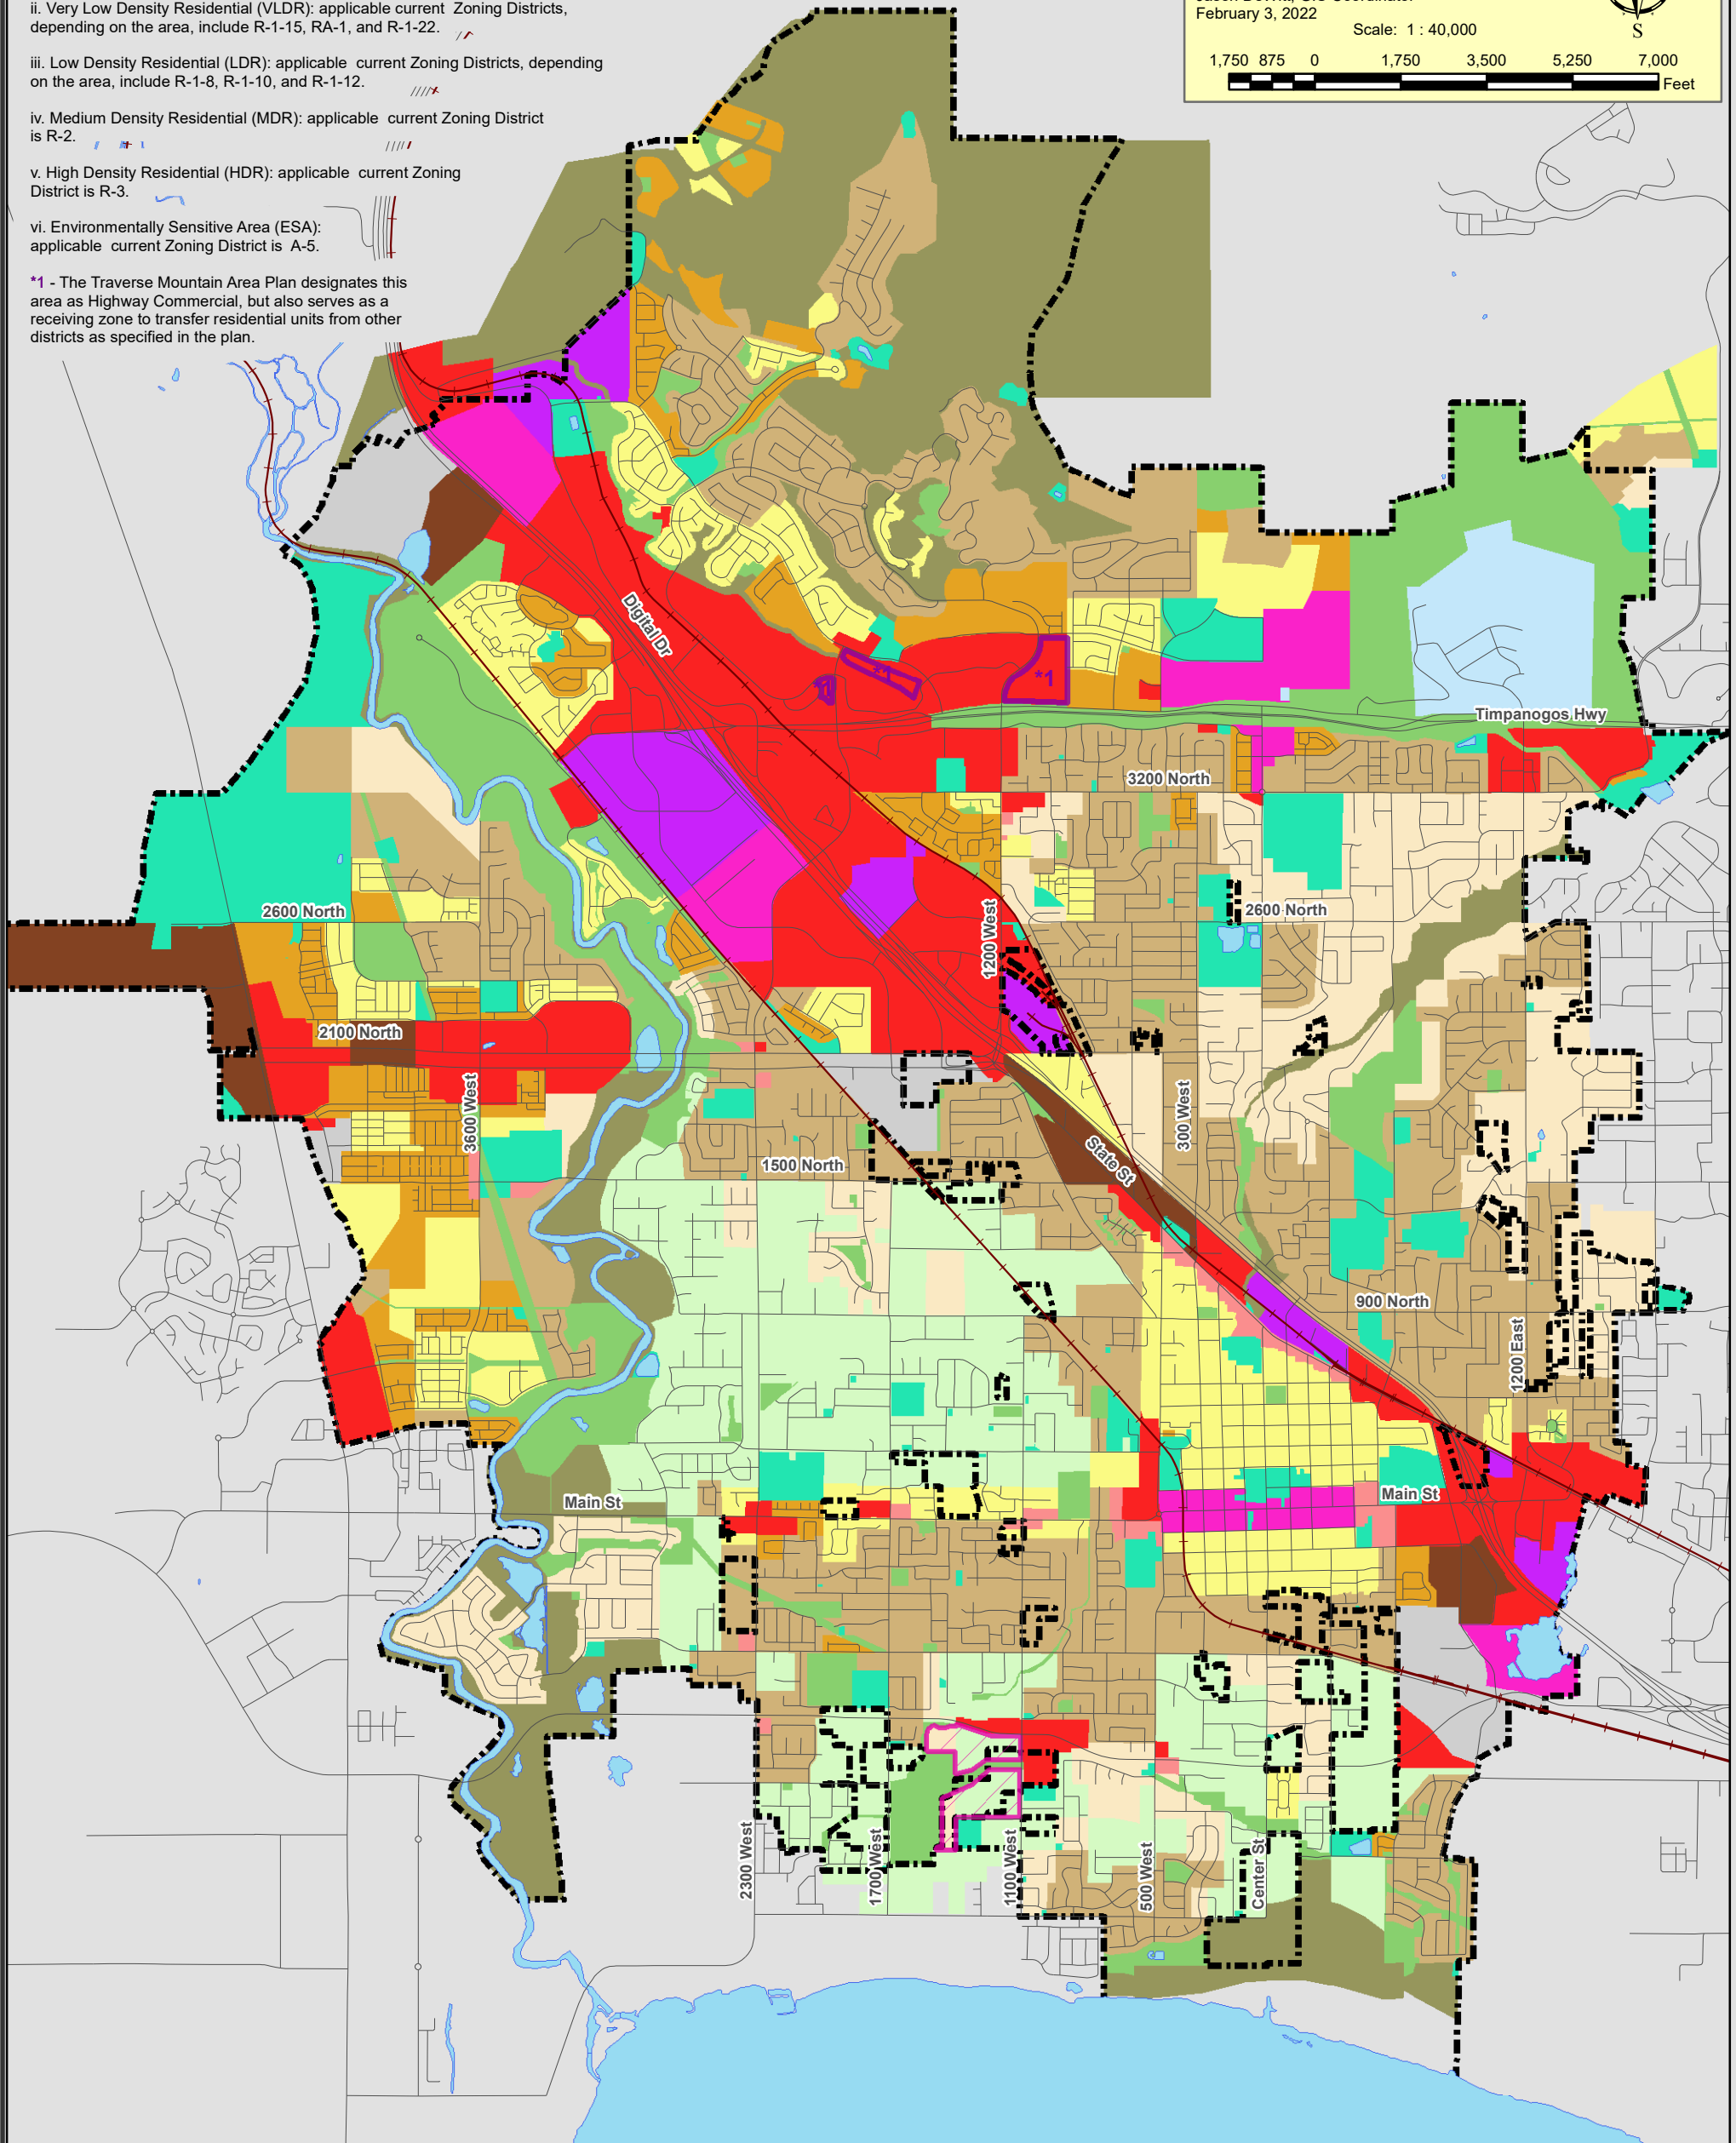 ii. Very Low Density Residential (VLDR): applicable current Zoning Districts,
depending on the area, include R-1-15, RA-1, and R-1-22.
iii. Low Density Residential (LDR): applicable current Zoning Districts, depending
on the area, include R-1-8, R-1-10, and R-1-12.
iv. Medium Density Residential (MDR): applicable current Zoning District
is R-2.
v. High Density Residential (HDR): applicable current Zoning
District is R-3.
vi. Environmentally Sensitive Area (ESA):
applicable current Zoning District is A-5.
*1 - The Traverse Mountain Area Plan designates this
area as Highway Commercial, but also serves as a
receiving zone to transfer residential units from other
districts as specified in the plan.
February 3, 2022
S
Scale: 1 : 40,000
1,750 875 0 1,750 3,500 5,250 7,000
Feet
Digital Dr
*1
*1
*1
Timpanogos Hwy
3200 North
2600 North
2600 North
1200 West
2100 North
3600 West
300 West
State St
1500 North
900 North
1200 East
Main St
Main St
2300 West
1700 West
1100 West
500 West
Center St